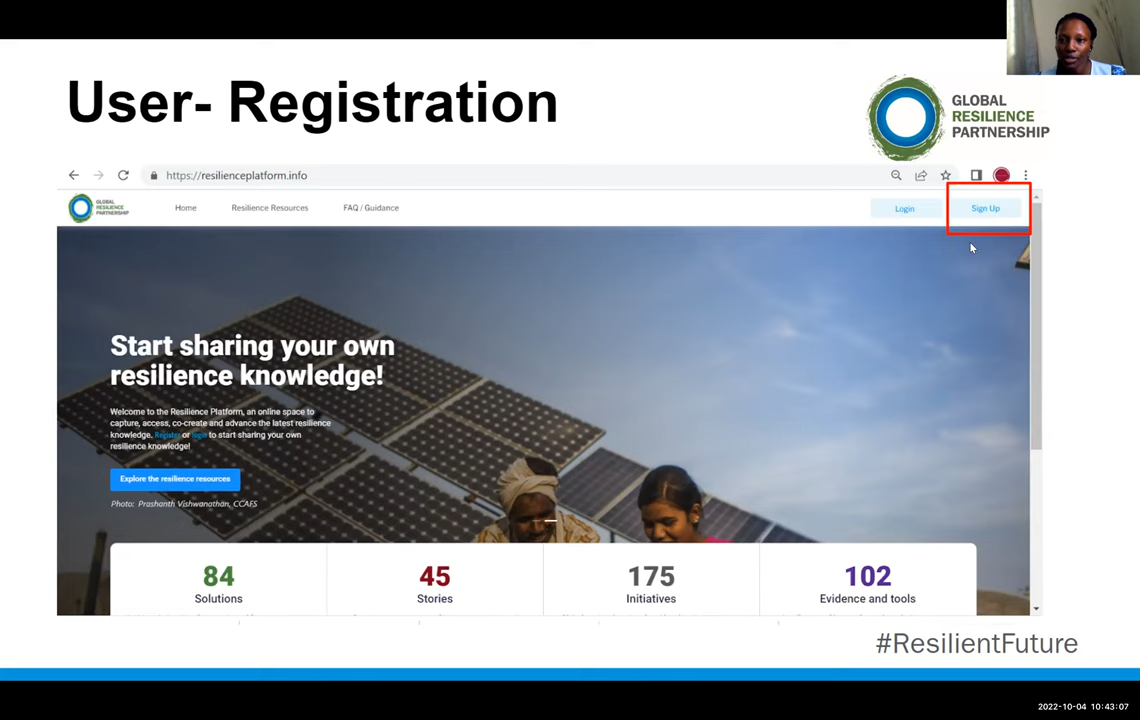 User- Registration
GLOBAL
RESILIENCE
PARTNERSHIP
https://resilienceplatform.info
GLOBAL
RESILIENCE
PARTNERSHIP
Home
Resilience Resources
FAQ / Guidance
Login
Sign Up
Start sharing your own
resilience knowledge!
Welcome to the Resilience Platform, an online space to
capture, access, co-create and advance the latest resilience
knowledge. Register or login to start sharing your own
resilience knowledge!
Explore the resilience resources
Photo: Prashanth Vishwanathan, CCAFS
84
Solutions
45
Stories
175
Initiatives
102
Evidence and tools
#ResilientFuture
2022-10-04 10:43:07